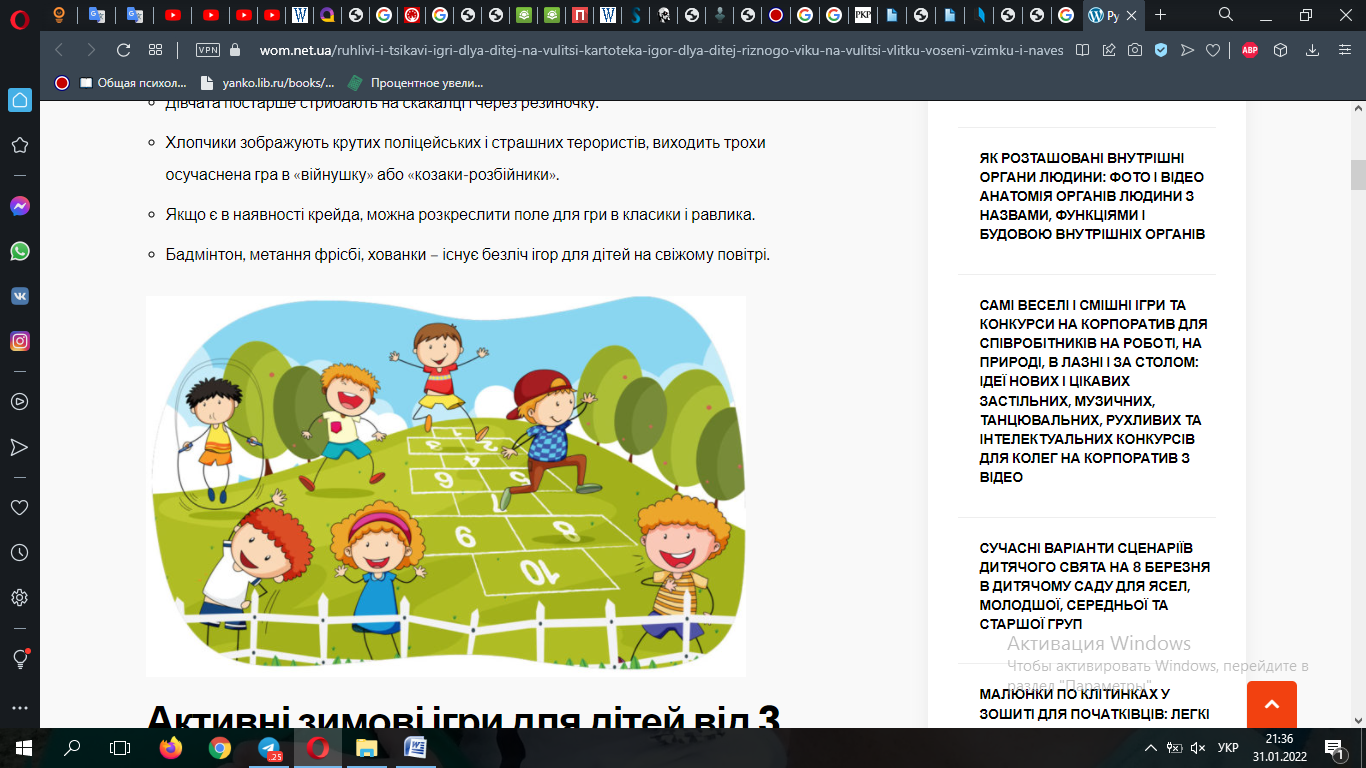 W
PKP
W Ру
VPN
wom.net.ua/ruhlivi-i-tsikavi-igri-dlya-ditej-na-vulitsi-kartoteka-igor-dlya-ditej-riznogo-viku-na-vulitsi-vlitku-voseni-vzimku-i-naves
ABP
Общая психол...
yanko.lib.ru/books/...
Процентное увели...
Дівчата постарше стрибають на скакалці і через резиночку.
Хлопчики зображують крутих поліцейських і страшних терористів, виходить трохи
осучаснена гра в «війнушку» або «козаки-розбійники».
Якщо є в наявності крейда, можна розкреслити поле для гри в класики і равлика.
Бадмінтон, метання фрісбі, хованки – існує безліч ігор для дітей на свіжому повітрі.
6
9
8
10
Активні зимові ігри для дітей від 3
ЯК РОЗТАШОВАНІ ВНУТРІШНІ
ОРГАНИ ЛЮДИНИ: ФОТО І ВІДЕО
АНАТОМІЯ ОРГАНІВ ЛЮДИНИ З
НАЗВАМИ, ФУНКЦІЯМИ І
БУДОВОЮ ВНУТРІШНІХ ОРГАНІВ
САМІ ВЕСЕЛІ І СМІШНІ ІГРИ ТА
КОНКУРСИ НА КОРПОРАТИВ ДЛЯ
СПІВРОБІТНИКІВ НА РОБОТІ, НА
ПРИРОДІ, В ЛАЗНІ І ЗА СТОЛОМ:
ІДЕЇ НОВИХ І ЦІКАВИХ
ЗАСТІЛЬНИХ, МУЗИЧНИХ,
ТАНЦЮВАЛЬНИХ, РУХЛИВИХ ТА
ІНТЕЛЕКТУАЛЬНИХ КОНКУРСІВ
ДЛЯ КОЛЕГ НА КОРПОРАТИВ З
ВІДЕО
СУЧАСНІ ВАРІАНТИ СЦЕНАРІЇВ
ДИТЯЧОГО СВЯТА НА 8 БЕРЕЗНЯ
В ДИТЯЧОМУ САДУ ДЛЯ ЯСЕЛ,
МОЛОДШОЇ, СЕРЕДНЬОЇ ТА
СТАРШОЇ ГРУП
МАЛЮНКИ ПО КЛІТИНКАХ У
ЗОШИТІ ДЛЯ ПОЧАТКІВЦІВ: ЛЕГКІ
Активация Windows
Чтобы активировать Windows, перейдите в
раздел "Параметры".
25
УКР
21:36
31.01.2022
1